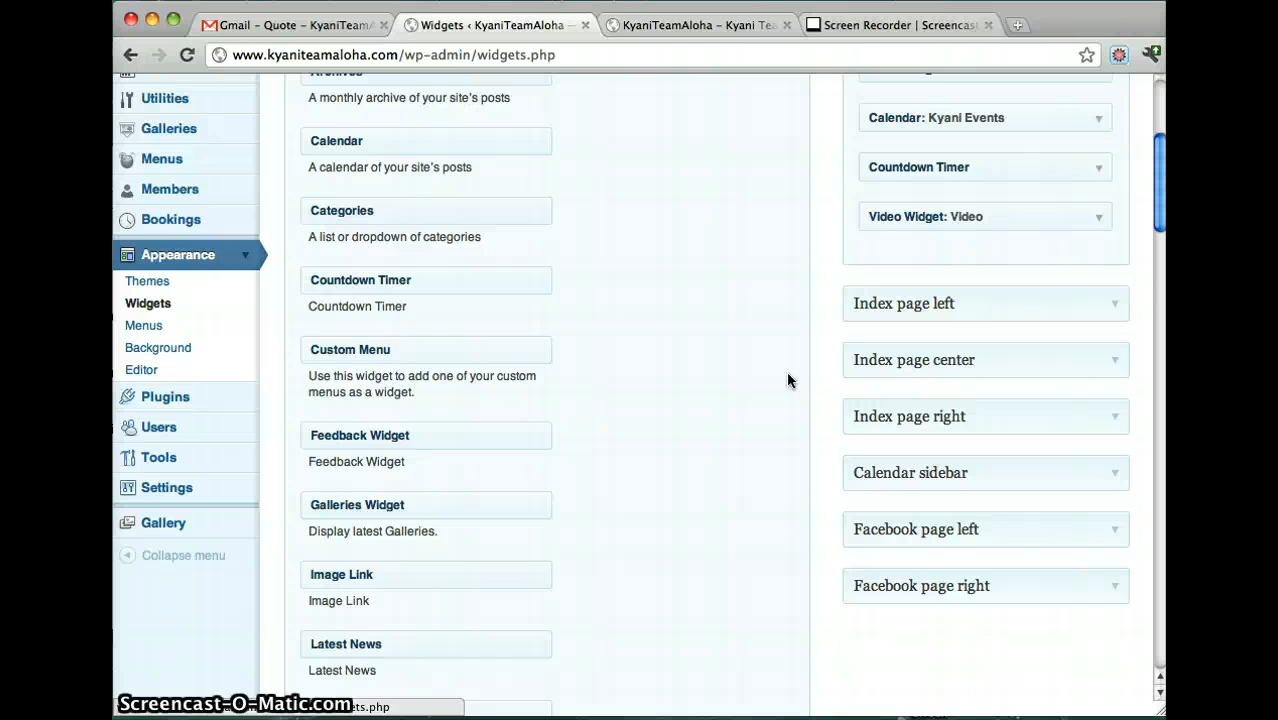 Gmail – Quote – KyaniTeamA
Widgets ‹ KyaniTeamAloha –
KyaniTeamAloha – Kyani Tea
Screen Recorder | Screencas
www.kyaniteamaloha.com/wp-admin/widgets.php
Utilities
Galleries
Menus
Members
Bookings
Appearance
Themes
Widgets
Menus
Background
Editor
Plugins
Users
Tools
Settings
Gallery
Collapse menu
Archives
A monthly archive of your site's posts
Calendar
A calendar of your site's posts
Categories
A list or dropdown of categories
Countdown Timer
Countdown Timer
Custom Menu
Use this widget to add one of your custom
menus as a widget.
Feedback Widget
Feedback Widget
Galleries Widget
Display latest Galleries.
Image Link
Image Link
Latest News
Latest News
Calendar: Kyani Events
Countdown Timer
Video Widget: Video
Index page left
Index page center
Index page right
Calendar sidebar
Facebook page left
Facebook page right
Screencast-O-Matic.com
ets.php